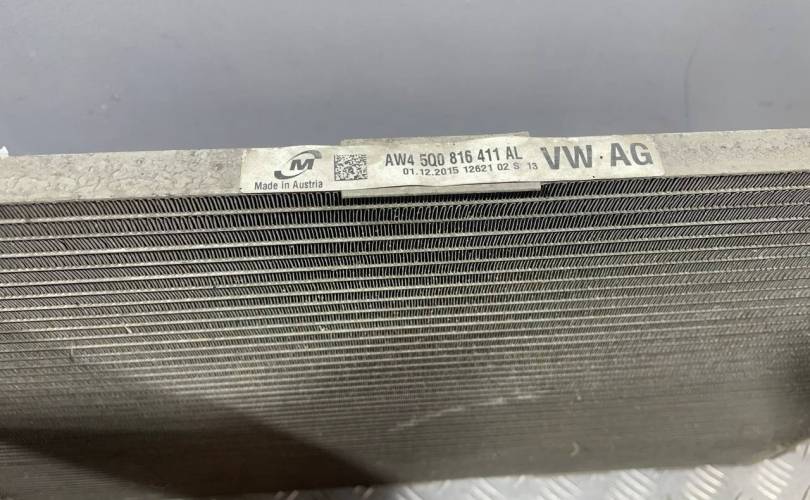 M
Made in Austria
AW4 5Q0 816 411 AL
01.12.2015 12621 02 S 13
VW AG